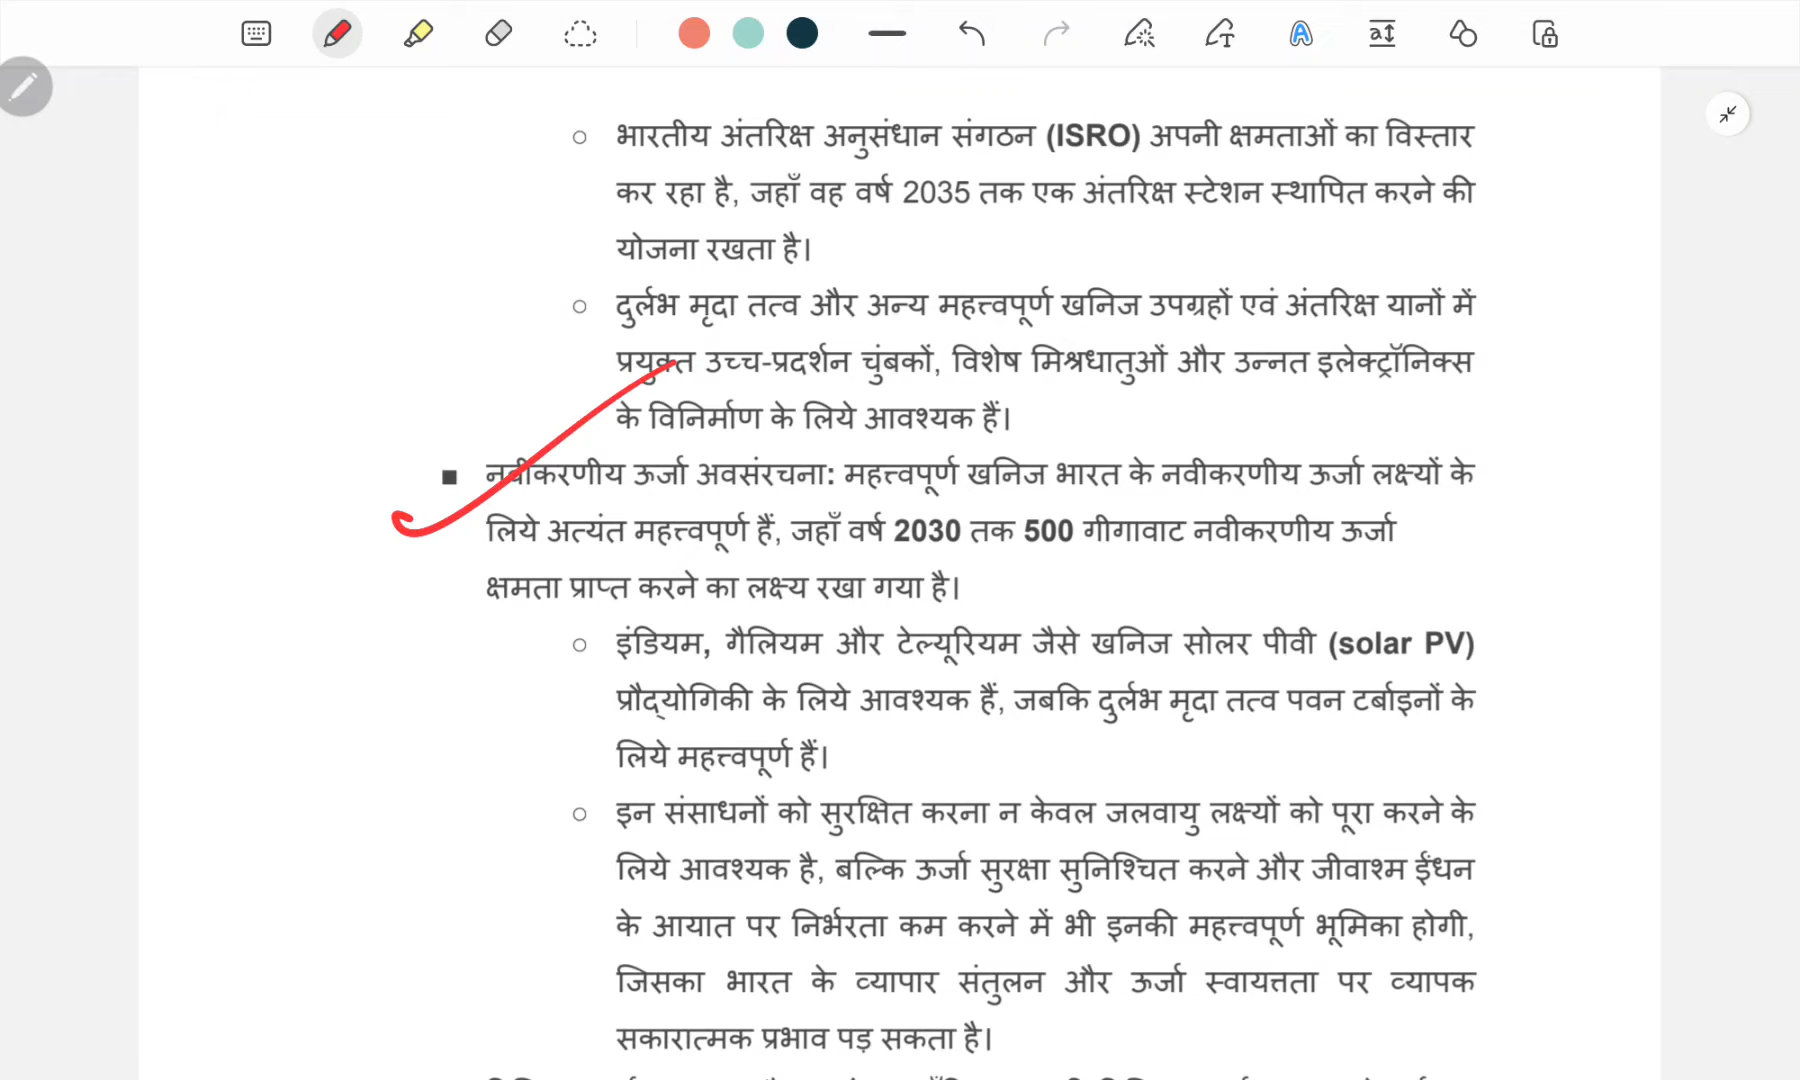 भारतीय अंतरिक्ष अनुसंधान संगठन (ISRO) अपनी क्षमताओं का विस्तार
कर रहा है, जहाँ वह वर्ष 2035 तक एक अंतरिक्ष स्टेशन स्थापित करने की
योजना रखता है।
दुर्लभ मृदा तत्व और अन्य महत्त्वपूर्ण खनिज उपग्रहों एवं अंतरिक्ष यानों में
प्रयुक्त उच्च-प्रदर्शन चुंबकों, विशेष मिश्रधातुओं और उन्नत इलेक्ट्रॉनिक्स
के विनिर्माण के लिये आवश्यक हैं।
नवीकरणीय ऊर्जा अवसंरचना: महत्त्वपूर्ण खनिज भारत के नवीकरणीय ऊर्जा लक्ष्यों के
लिये अत्यंत महत्त्वपूर्ण हैं, जहाँ वर्ष 2030 तक 500 गीगावाट नवीकरणीय ऊर्जा
क्षमता प्राप्त करने का लक्ष्य रखा गया है।
इंडियम, गैलियम और टेल्यूरियम जैसे खनिज सोलर पीवी (solar PV)
प्रौद्योगिकी के लिये आवश्यक हैं, जबकि दुर्लभ मृदा तत्व पवन टर्बाइनों के
लिये महत्त्वपूर्ण हैं।
इन संसाधनों को सुरक्षित करना न केवल जलवायु लक्ष्यों को पूरा करने के
लिये आवश्यक है, बल्कि ऊर्जा सुरक्षा सुनिश्चित करने और जीवाश्म ईंधन
के आयात पर निर्भरता कम करने में भी इनकी महत्त्वपूर्ण भूमिका होगी,
जिसका भारत के व्यापार संतुलन और ऊर्जा स्वायत्तता पर व्यापक
सकारात्मक प्रभाव पड़ सकता है।